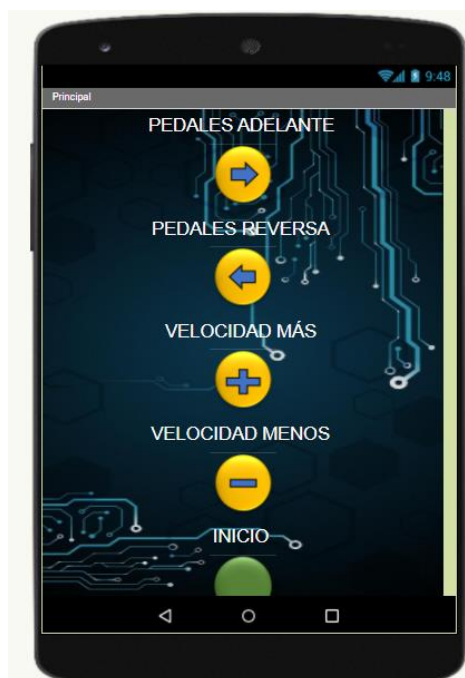 9:48
Principal
PEDALES ADELANTE
PEDALES REVERSA
VELOCIDAD MÁS
VELOCIDAD MENOS
INICIO